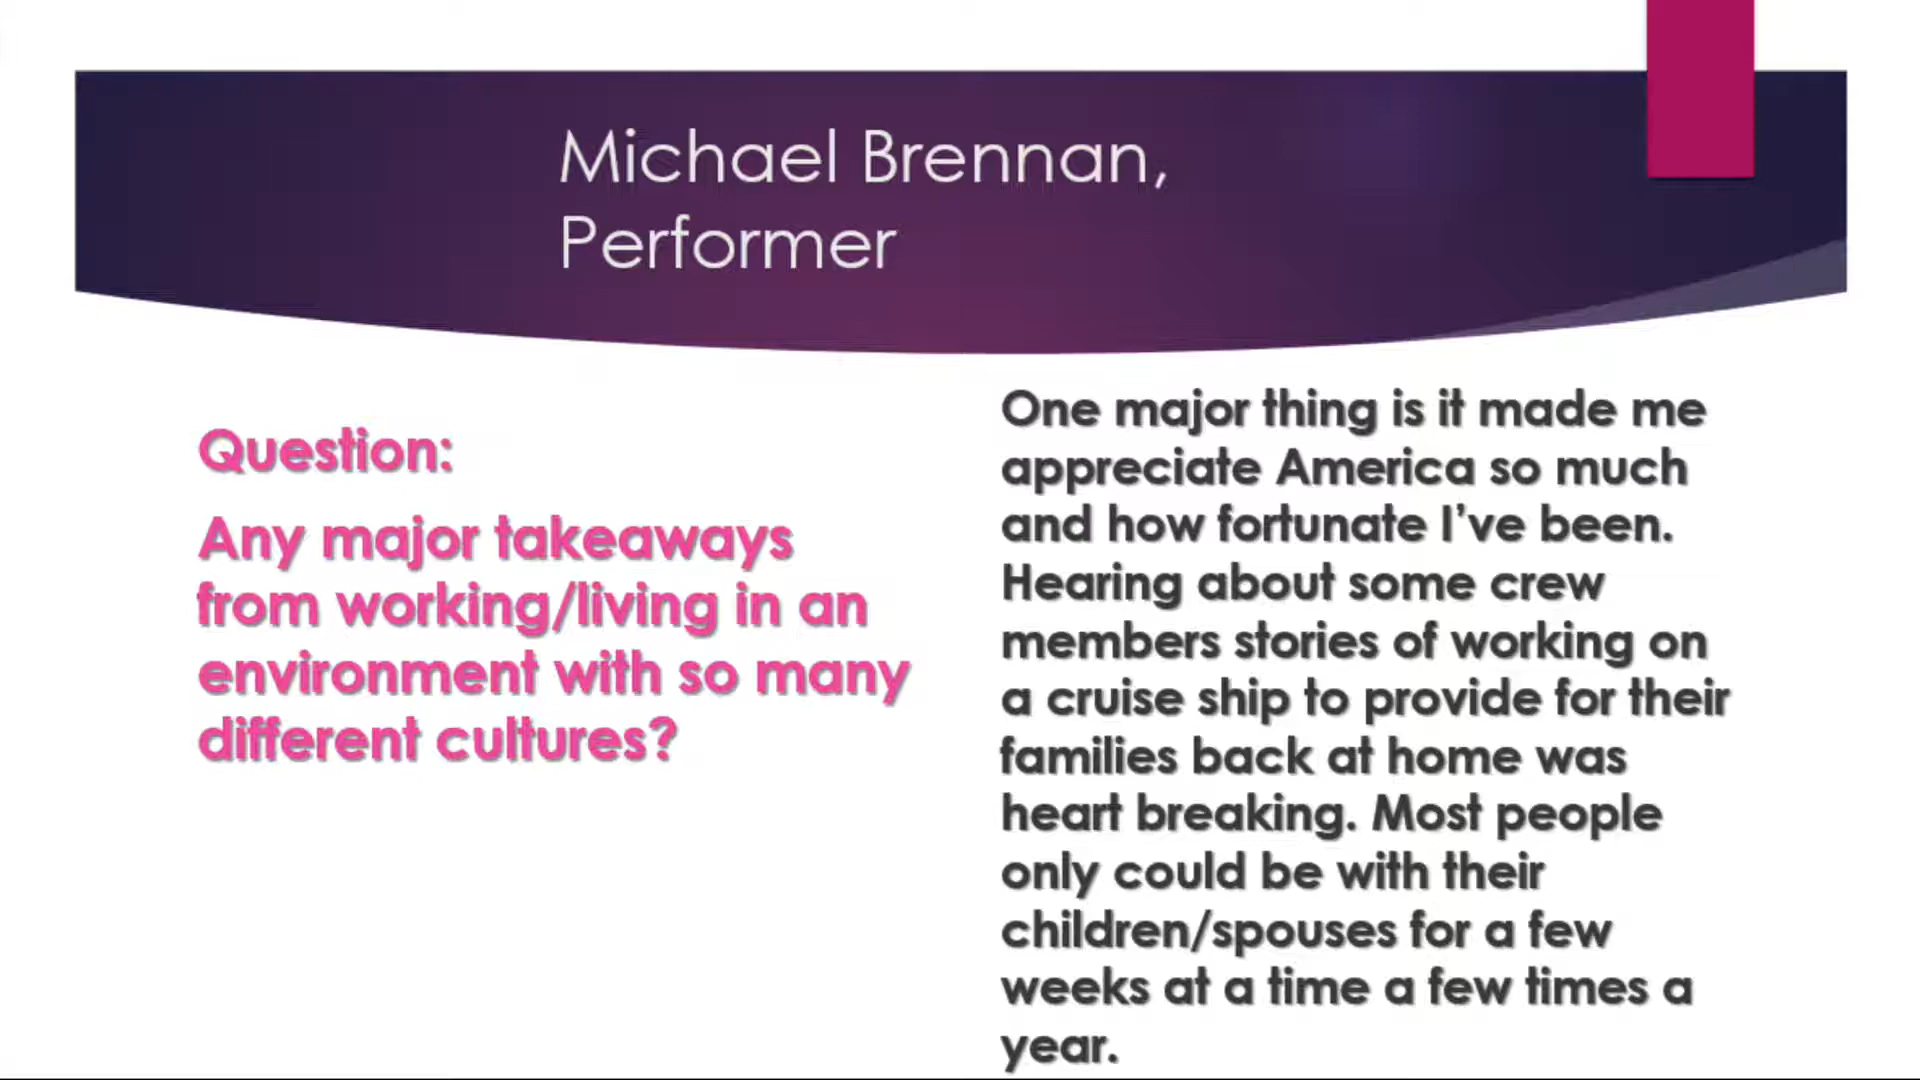 Michael Brennan,
Performer
Question:
Any major takeaways
from working/living in an
environment with so many
different cultures?
One major thing is it made me
appreciate America so much
and how fortunate I’ve been.
Hearing about some crew
members stories of working on
a cruise ship to provide for their
families back at home was
heart breaking. Most people
only could be with their
children/spouses for a few
weeks at a time a few times a
year.